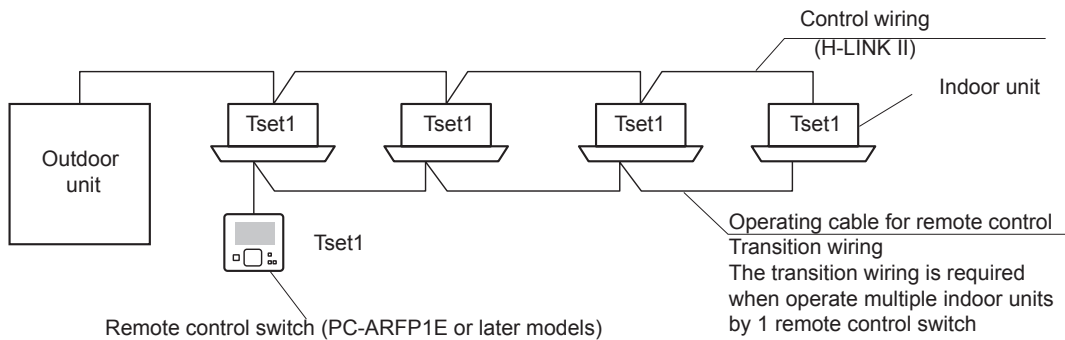 Control wiring
(H-LINK II)
Indoor unit
Tset1
Tset1
Tset1
Tset1
Outdoor
unit
Tset1
Operating cable for remote control
Transition wiring
The transition wiring is required
when operate multiple indoor units
by 1 remote control switch
Remote control switch (PC-ARFP1E or later models)